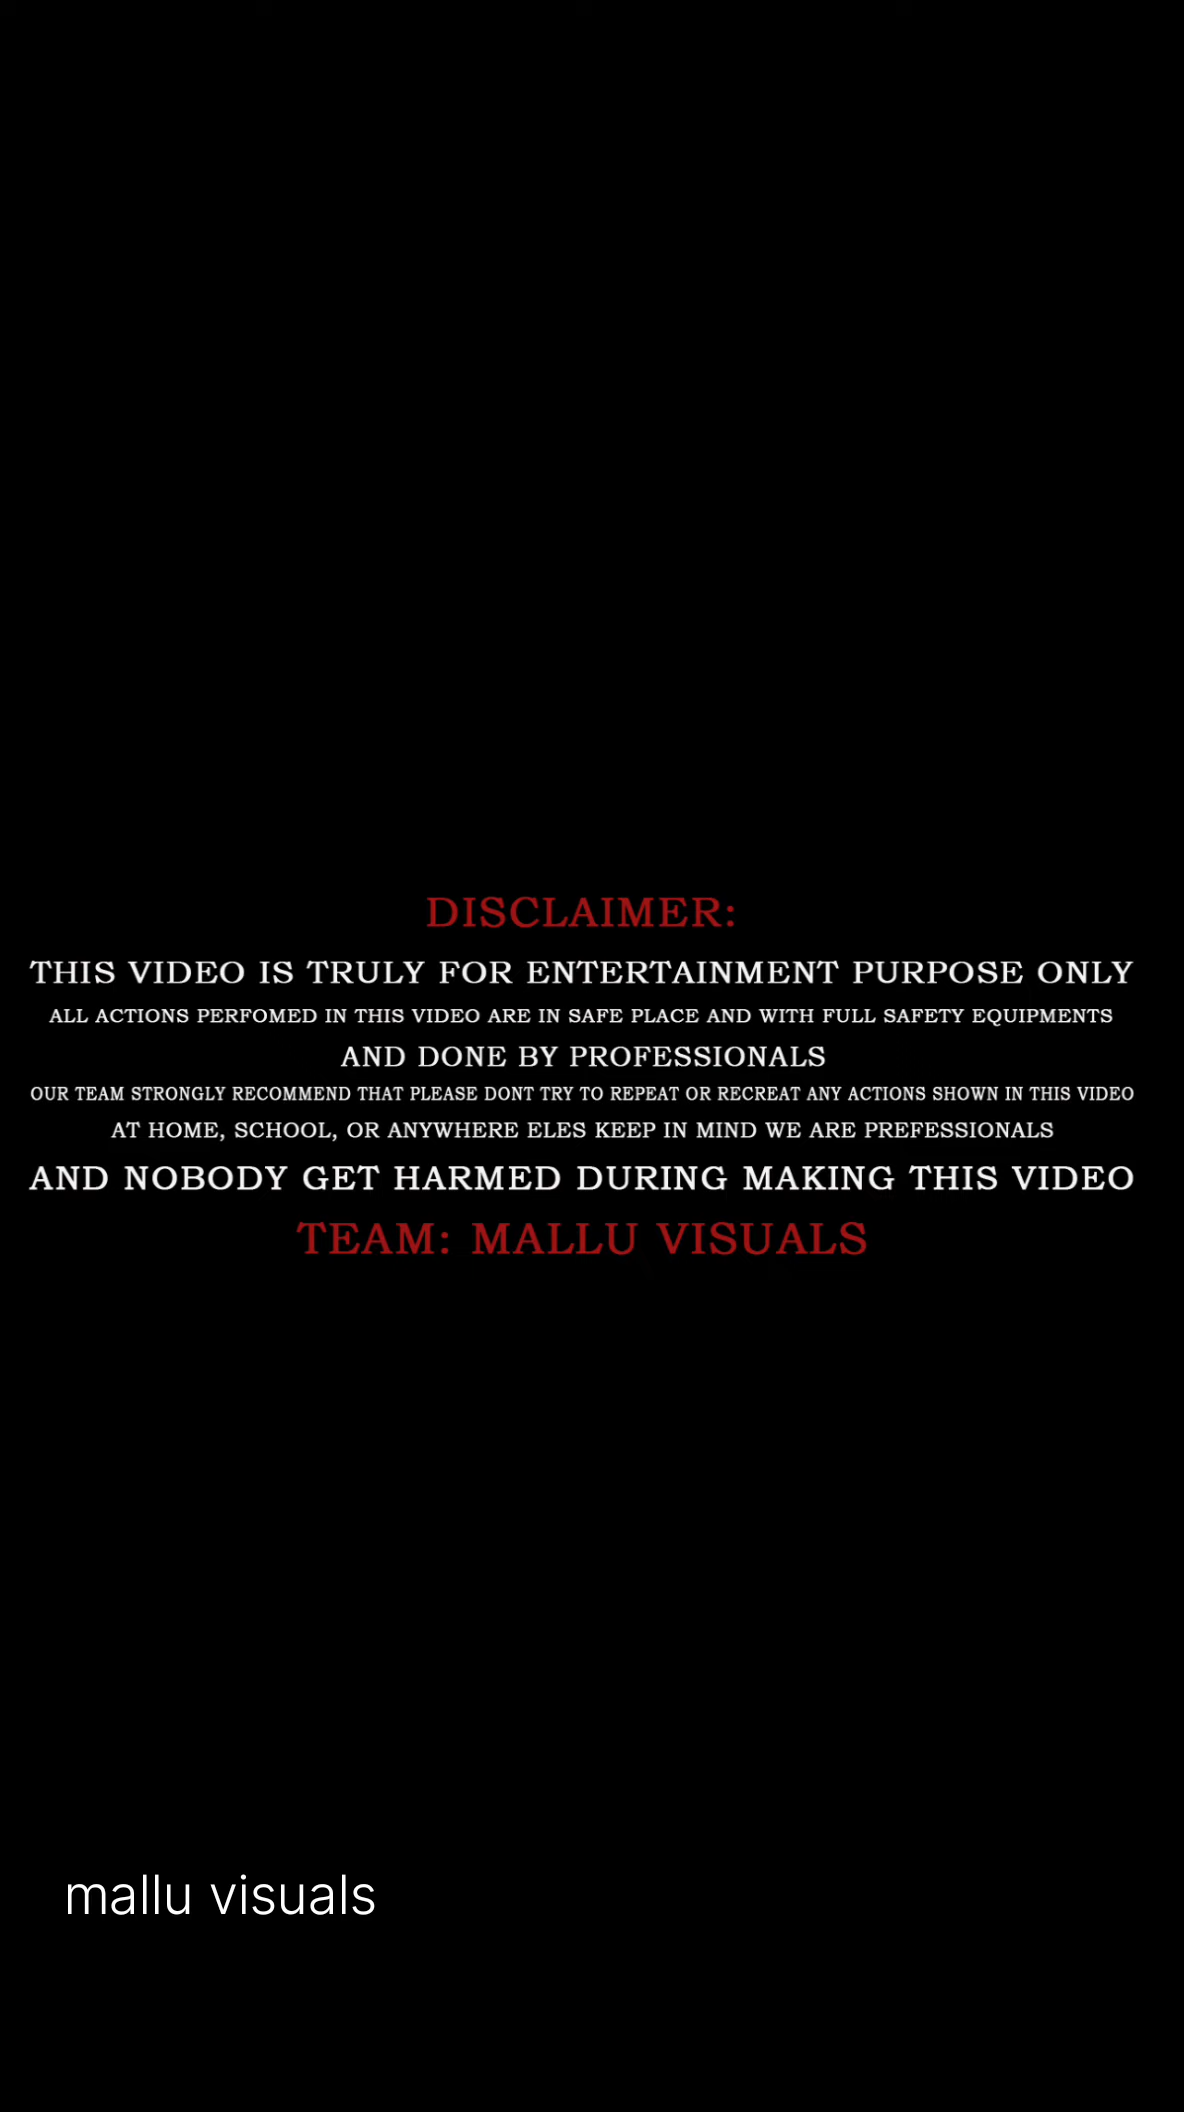 DISCLAIMER:
THIS VIDEO IS TRULY FOR ENTERTAINMENT PURPOSE ONLY
ALL ACTIONS PERFOMED IN THIS VIDEO ARE IN SAFE PLACE AND WITH FULL SAFETY EQUIPMENTS
AND DONE BY PROFESSIONALS
OUR TEAM STRONGLY RECOMMEND THAT PLEASE DONT TRY TO REPEAT OR RECREAT ANY ACTIONS SHOWN IN THIS VIDEO
AT HOME, SCHOOL, OR ANYWHERE ELES KEEP IN MIND WE ARE PREFESSIONALS
AND NOBODY GET HARMED DURING MAKING THIS VIDEO
TEAM: MALLU VISUALS
mallu visuals